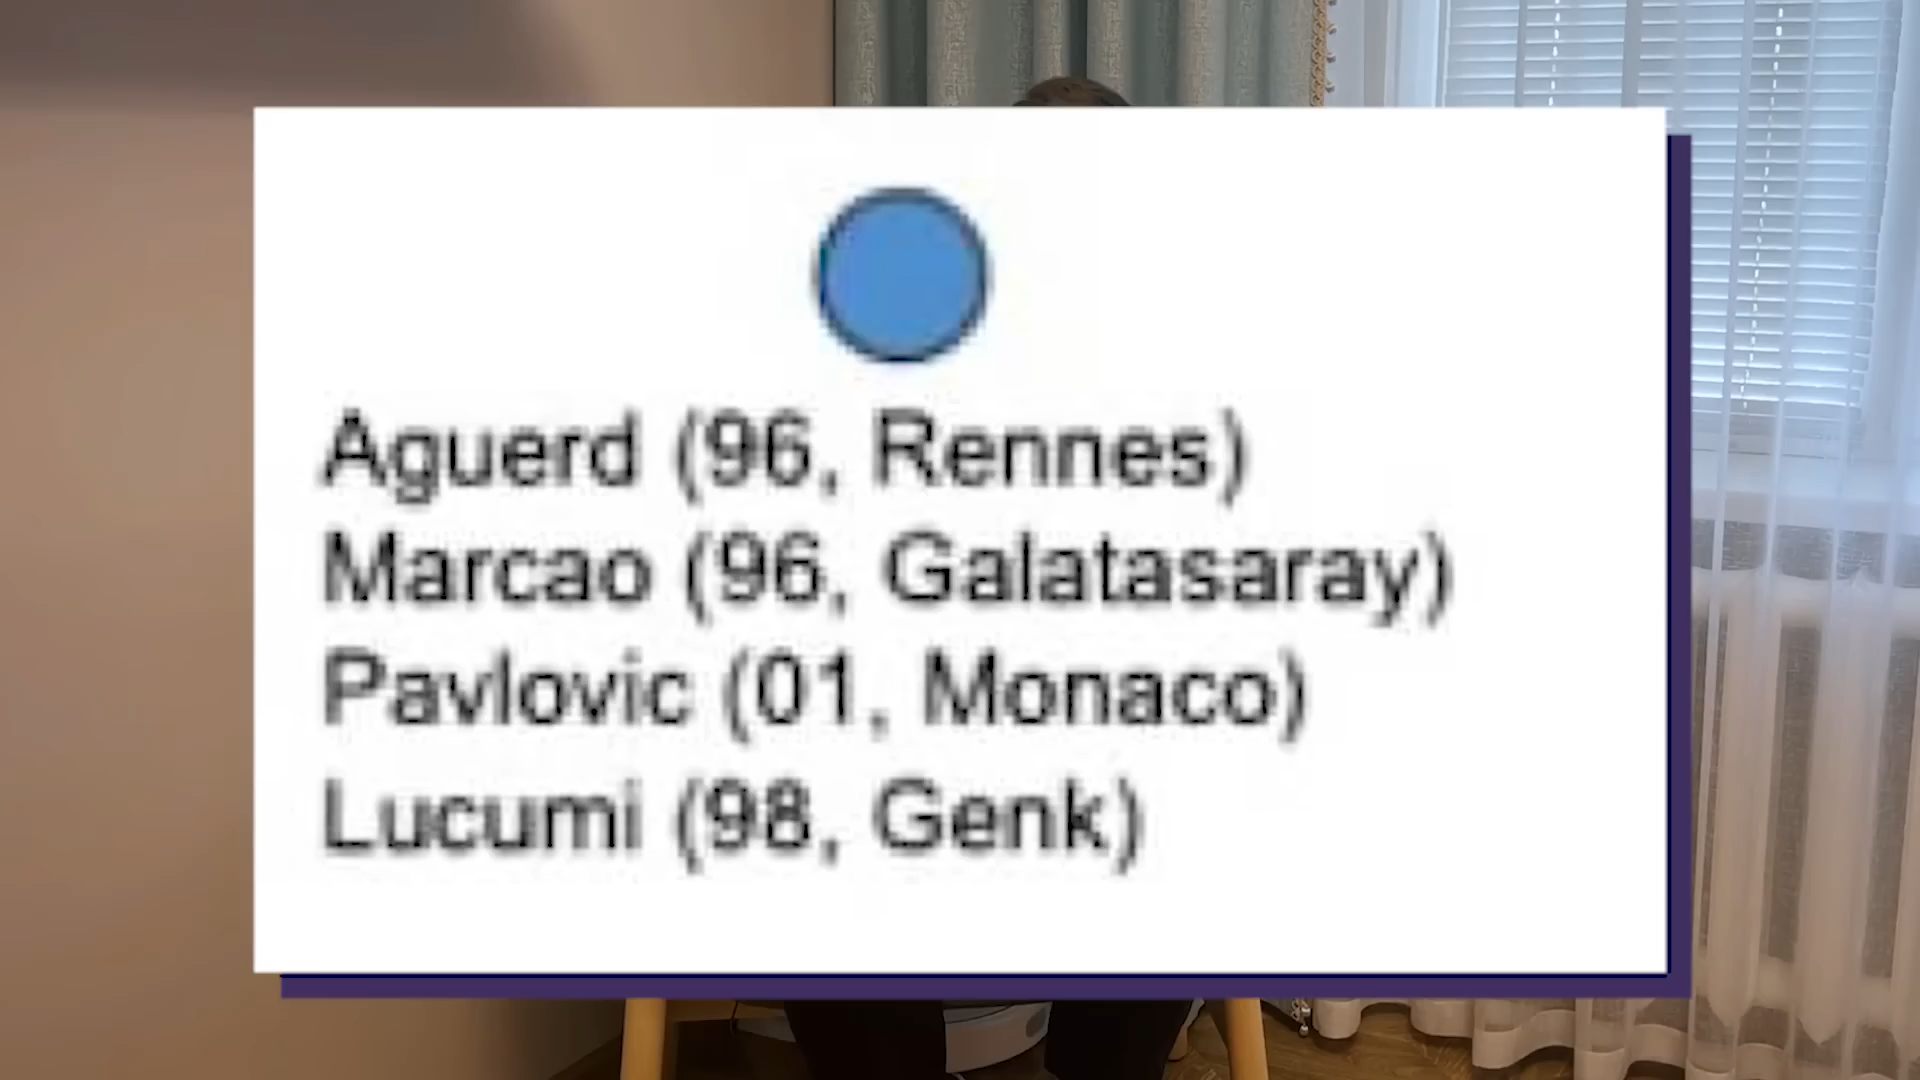 Aguerd (96, Rennes)
Marcao (96, Galatasaray)
Pavlovic (01, Monaco)
Lucumi (98, Genk)